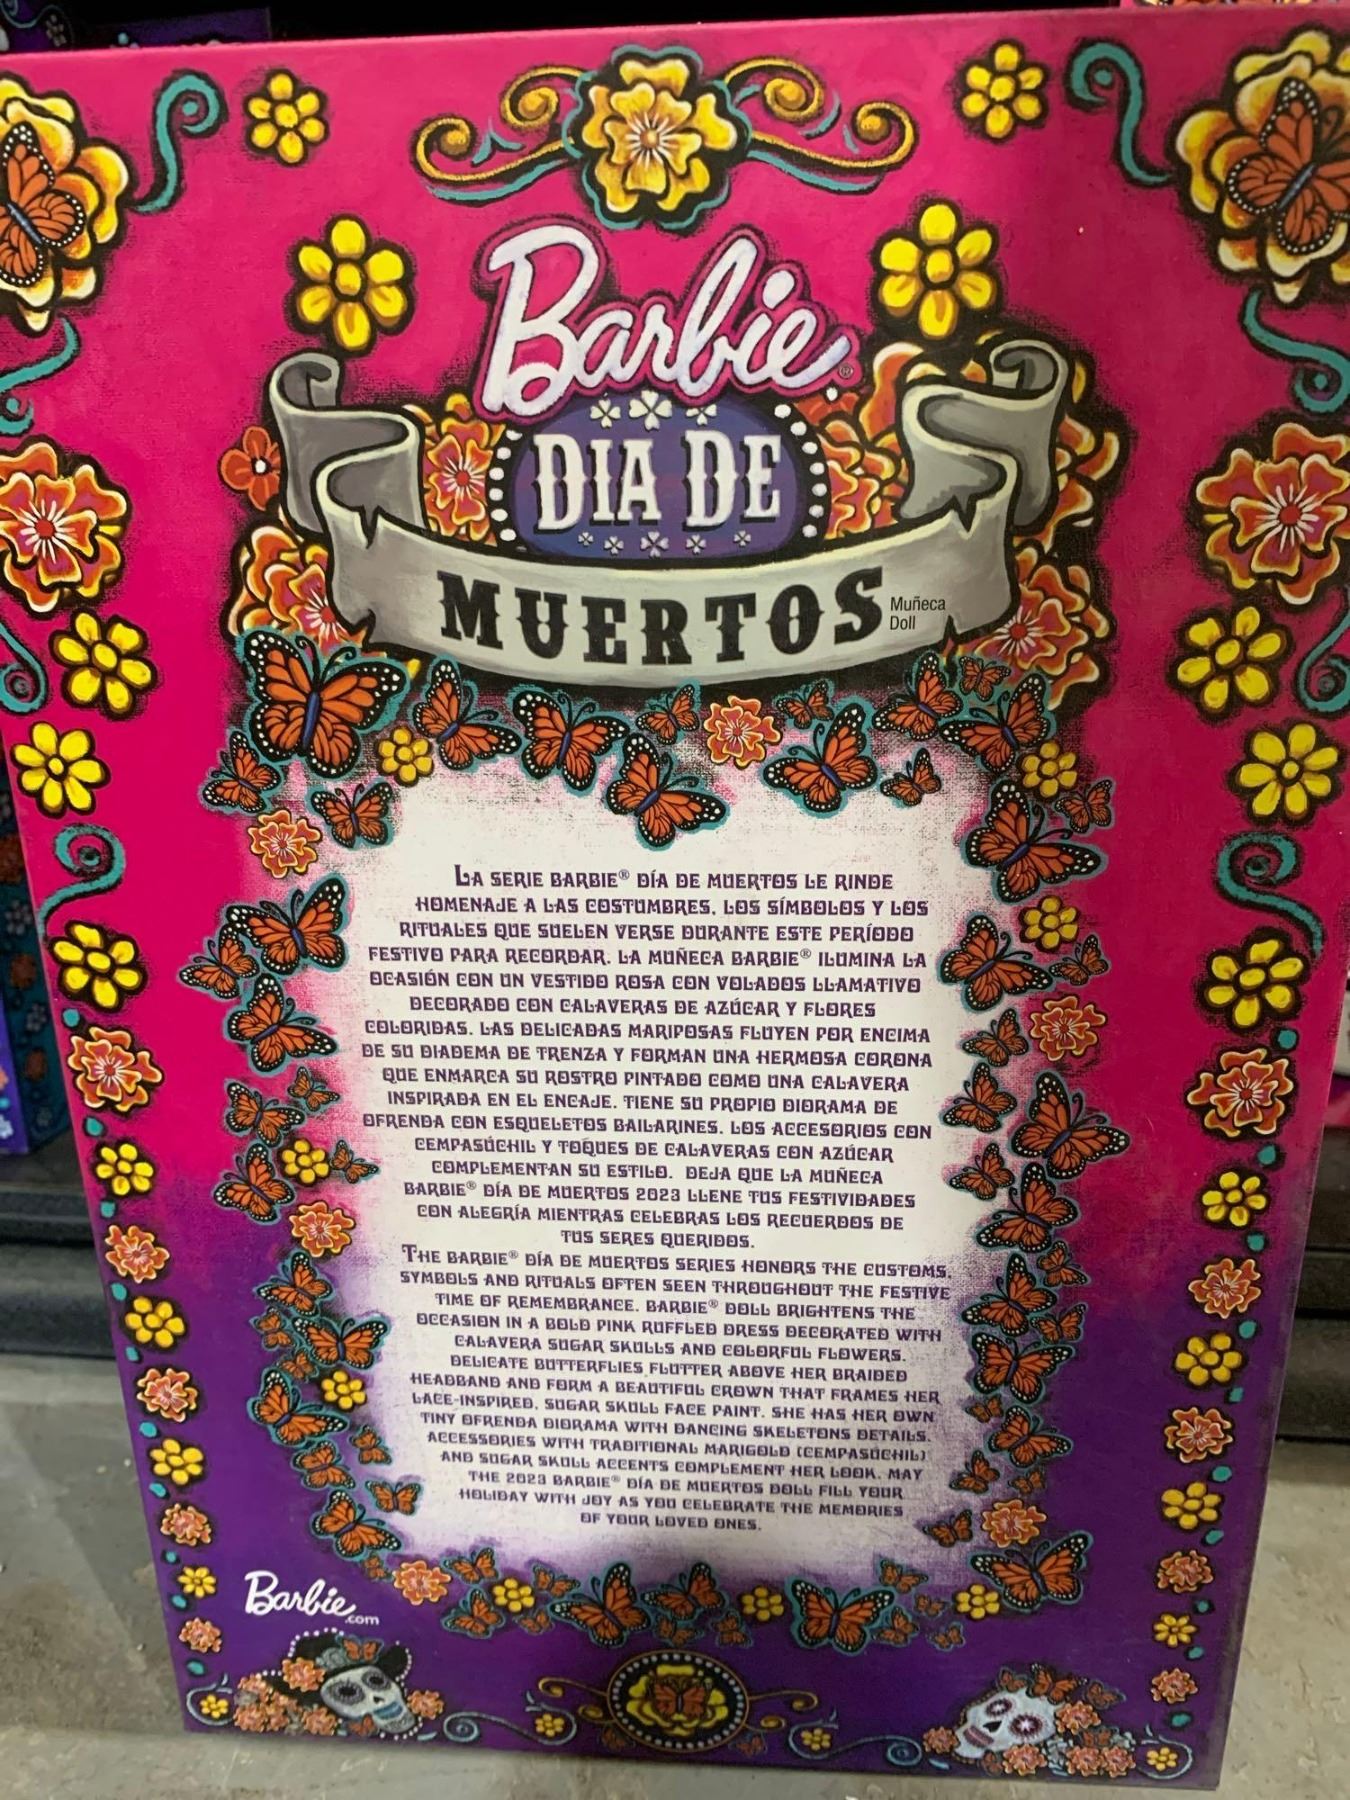 Barbie®
DIA DE
MUERTOS
Muñeca
Doll
LA SERIE BARBIE® DÍA DE MUERTOS LE RINDE
HOMENAJE A LAS COSTUMBRES, LOS SÍMBOLOS Y LOS
RITUALES QUE SUELEN VERSE DURANTE ESTE PERÍODO
FESTIVO PARA RECORDAR. LA MUÑECA BARBIE® ILUMINA LA
OCASIÓN CON UN VESTIDO ROSA CON VOLADOS LLAMATIVO
DECORADO CON CALAVERAS DE AZÚCAR Y FLORES
COLORIDAS. LAS DELICADAS MARIPOSAS FLUYEN POR ENCIMA
DE SU DIADEMA DE TRENZA Y FORMAN UNA HERMOSA CORONA
QUE ENMARCA SU ROSTRO PINTADO COMO UNA CALAVERA
INSPIRADA EN EL ENCAJE. TIENE SU PROPIO DIORAMA DE
OFRENDA CON ESQUELETOS BAILARINES. LOS ACCESORIOS CON
CEMPASÚCHIL Y TOQUES DE CALAVERAS CON AZÚCAR
COMPLEMENTAN SU ESTILO. DEJA QUE LA MUÑECA
BARBIE® DÍA DE MUERTOS 2023 LLENE TUS FESTIVIDADES
CON ALEGRÍA MIENTRAS CELEBRAS LOS RECUERDOS DE
TUS SERES QUERIDOS.
THE BARBIE® DÍA DE MUERTOS SERIES HONORS THE CUSTOMS,
SYMBOLS AND RITUALS OFTEN SEEN THROUGHOUT THE FESTIVE
TIME OF REMEMBRANCE. BARBIE® DOLL BRIGHTENS THE
OCCASION IN A BOLD PINK RUFFLED DRESS DECORATED WITH
CALAVERA SUGAR SKULLS AND COLORFUL FLOWERS.
DELICATE BUTTERFLIES FLUTTER ABOVE HER BRAIDED
HEADBAND AND FORM A BEAUTIFUL CROWN THAT FRAMES HER
LACE-INSPIRED, SUGAR SKULL FACE PAINT. SHE HAS HER OWN
TINY OFRENDA DIORAMA WITH DANCING SKELETONS DETAILS.
ACCESSORIES WITH TRADITIONAL MARIGOLD (CEMPASÚCHIL)
AND SUGAR SKULL ACCENTS COMPLEMENT HER LOOK. MAY
THE 2023 BARBIE® DÍA DE MUERTOS DOLL FILL YOUR
HOLIDAY WITH JOY AS YOU CELEBRATE THE MEMORIES
OF YOUR LOVED ONES.
Barbie.com